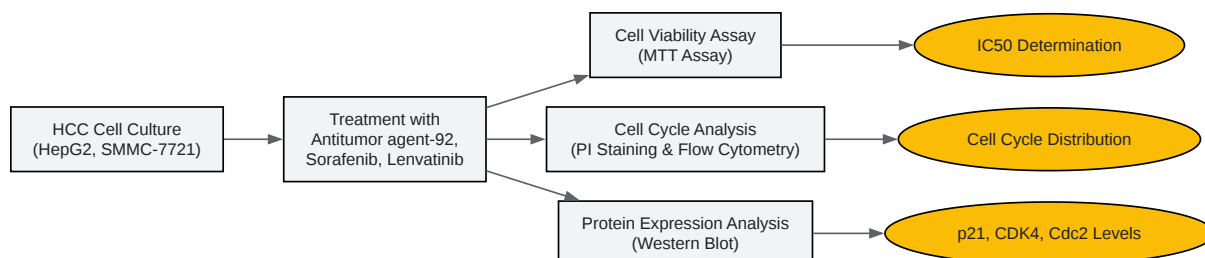 HCC Cell Culture
(HepG2, SMMC-7721)
Treatment with
Antitumor agent-92,
Sorafenib, Lenvatinib
Cell Viability Assay
(MTT Assay)
IC50 Determination
Cell Cycle Analysis
(PI Staining & Flow Cytometry)
Cell Cycle Distribution
Protein Expression Analysis
(Western Blot)
p21, CDK4, Cdc2 Levels